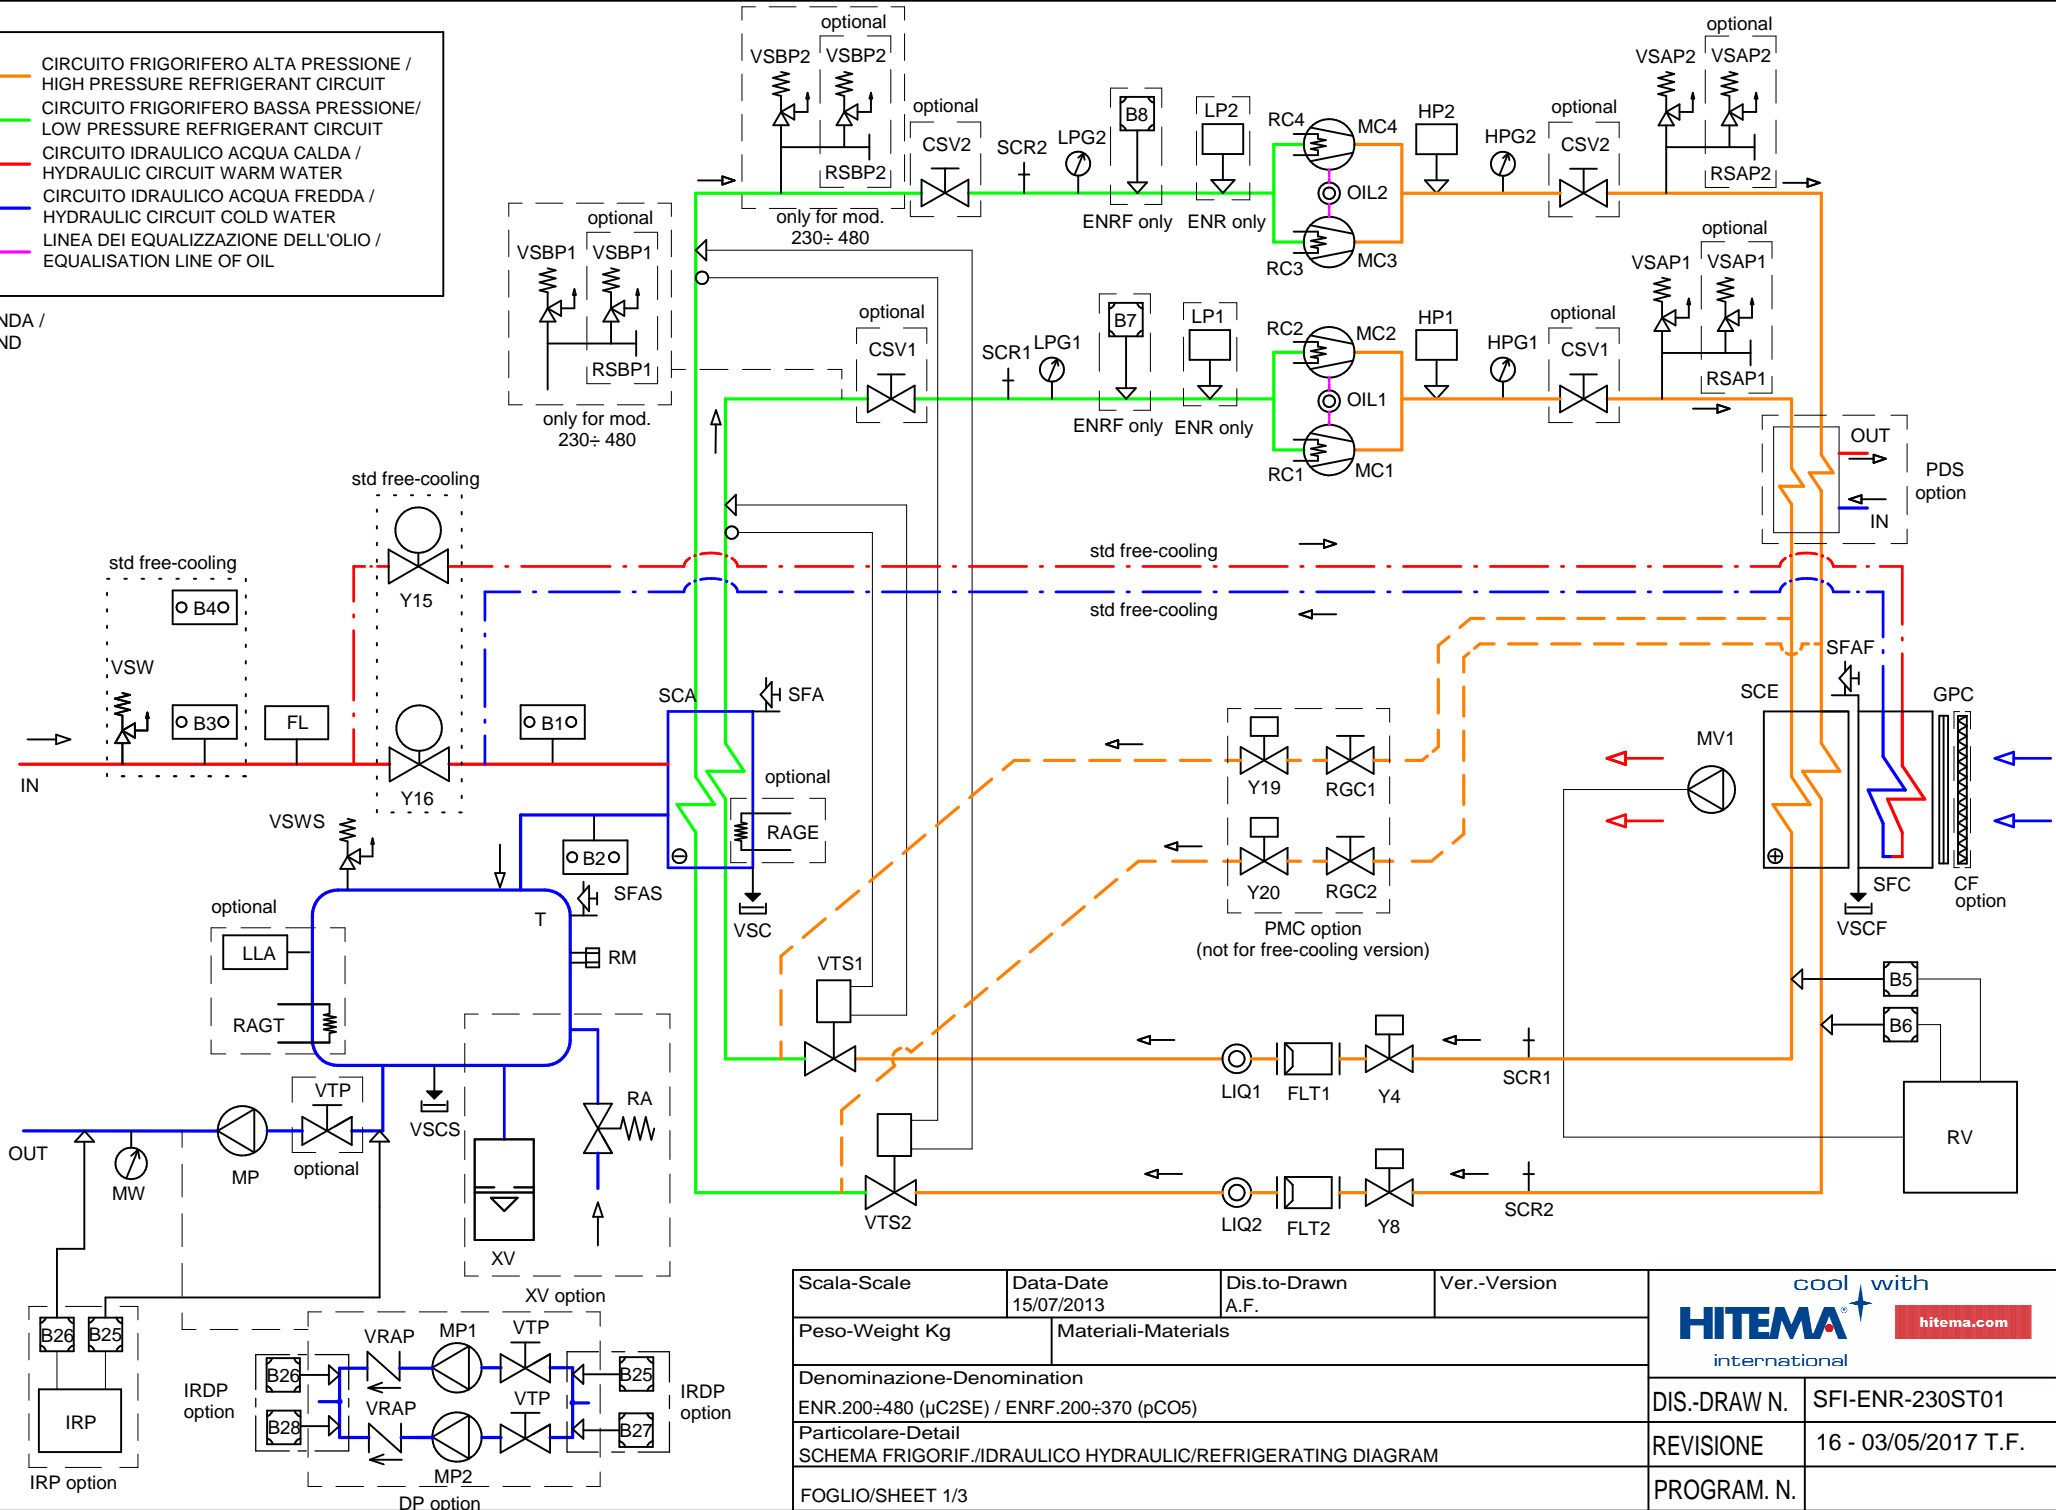 CIRCUITO FRIGORIFERO ALTA PRESSIONE /
HIGH PRESSURE REFRIGERANT CIRCUIT
CIRCUITO FRIGORIFERO BASSA PRESSIONE/
LOW PRESSURE REFRIGERANT CIRCUIT
CIRCUITO IDRAULICO ACQUA CALDA /
HYDRAULIC CIRCUIT WARM WATER
CIRCUITO IDRAULICO ACQUA FREDDA /
HYDRAULIC CIRCUIT COLD WATER
LINEA DEI EQUALIZZAZIONE DELL'OLIO /
EQUALISATION LINE OF OIL
NDA /
ND
optional
VSBP2 VSBP2
RSBP2
only for mod.
230÷ 480
optional
CSV2
SCR2
LPG2
B8
ENRF only
LP2
ENR only
RC4
MC4
OIL2
RC3
MC3
HP2
HPG2
optional
CSV2
VSAP2
optional
VSAP2
RSAP2
optional
VSBP1 VSBP1
RSBP1
only for mod.
230÷ 480
optional
CSV1
SCR1
LPG1
B7
ENRF only
LP1
ENR only
RC2
MC2
OIL1
RC1
MC1
HP1
HPG1
optional
CSV1
VSAP1
optional
VSAP1
RSAP1
OUT
IN
PDS
option
std free-cooling
Y15
std free-cooling
B4
VSW
B3
FL
IN
Y16
B1
std free-cooling
std free-cooling
SCA
SFA
optional
RAGE
VSC
B2
SFAS
VSWS
T
RM
optional
LLA
RAGT
Y19
RGC1
Y20
RGC2
PMC option
(not for free-cooling version)
SFAF
SCE
GPC
MV1
SFC
CF
option
VSCF
B5
B6
RV
VTS1
LIQ1
FLT1
Y4
SCR1
VTS2
LIQ2
FLT2
Y8
SCR2
OUT
MW
MP
VTP
optional
VSCS
RA
XV
XV option
B26
B25
IRP
IRP option
IRDP
option
B26
B28
VRAP
MP1
VTP
VRAP
MP2
VTP
B25
B27
IRDP
option
DP option
Scala-Scale
Data-Date
15/07/2013
Dis.to-Drawn
A.F.
Ver.-Version
Peso-Weight Kg
Materiali-Materials
Denominazione-Denomination
ENR.200÷480 (µC2SE) / ENRF.200÷370 (pCO5)
Particolare-Detail
SCHEMA FRIGORIF./IDRAULICO HYDRAULIC/REFRIGERATING DIAGRAM
FOGLIO/SHEET 1/3
cool with
HITEMA®
international
hitema.com
DIS.-DRAW N. SFI-ENR-230ST01
REVISIONE 16 - 03/05/2017 T.F.
PROGRAM. N.